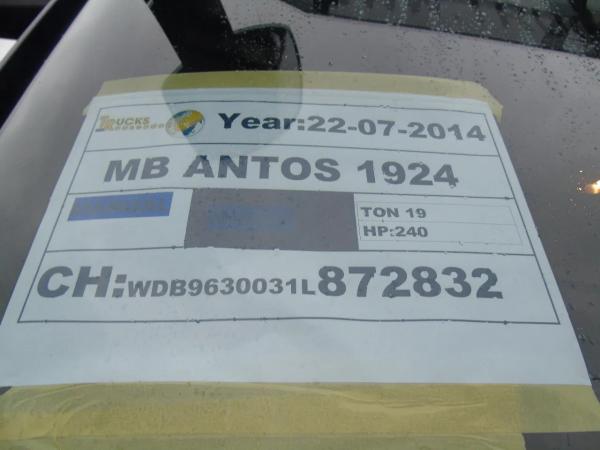 TRUCKS Year:22-07-2014
MB ANTOS 1924
TON 19
HP:240
CH:WDB9630031L872832